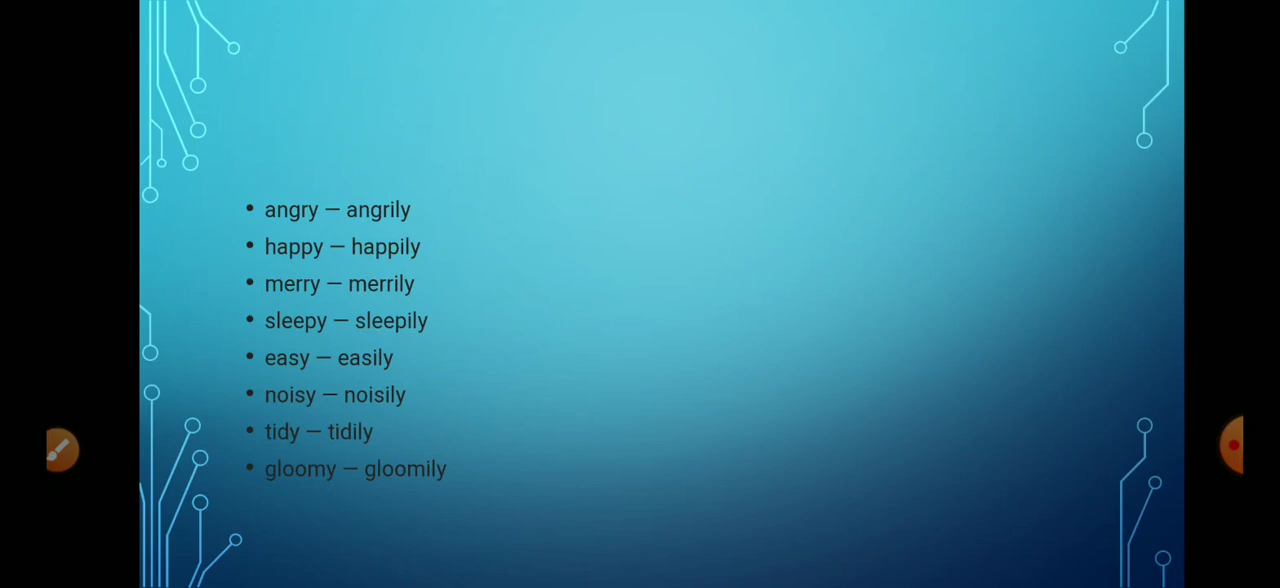 • angry – angrily
• happy – happily
• merry – merrily
• sleepy – sleepily
• easy – easily
• noisy – noisily
• tidy – tidily
• gloomy – gloomily